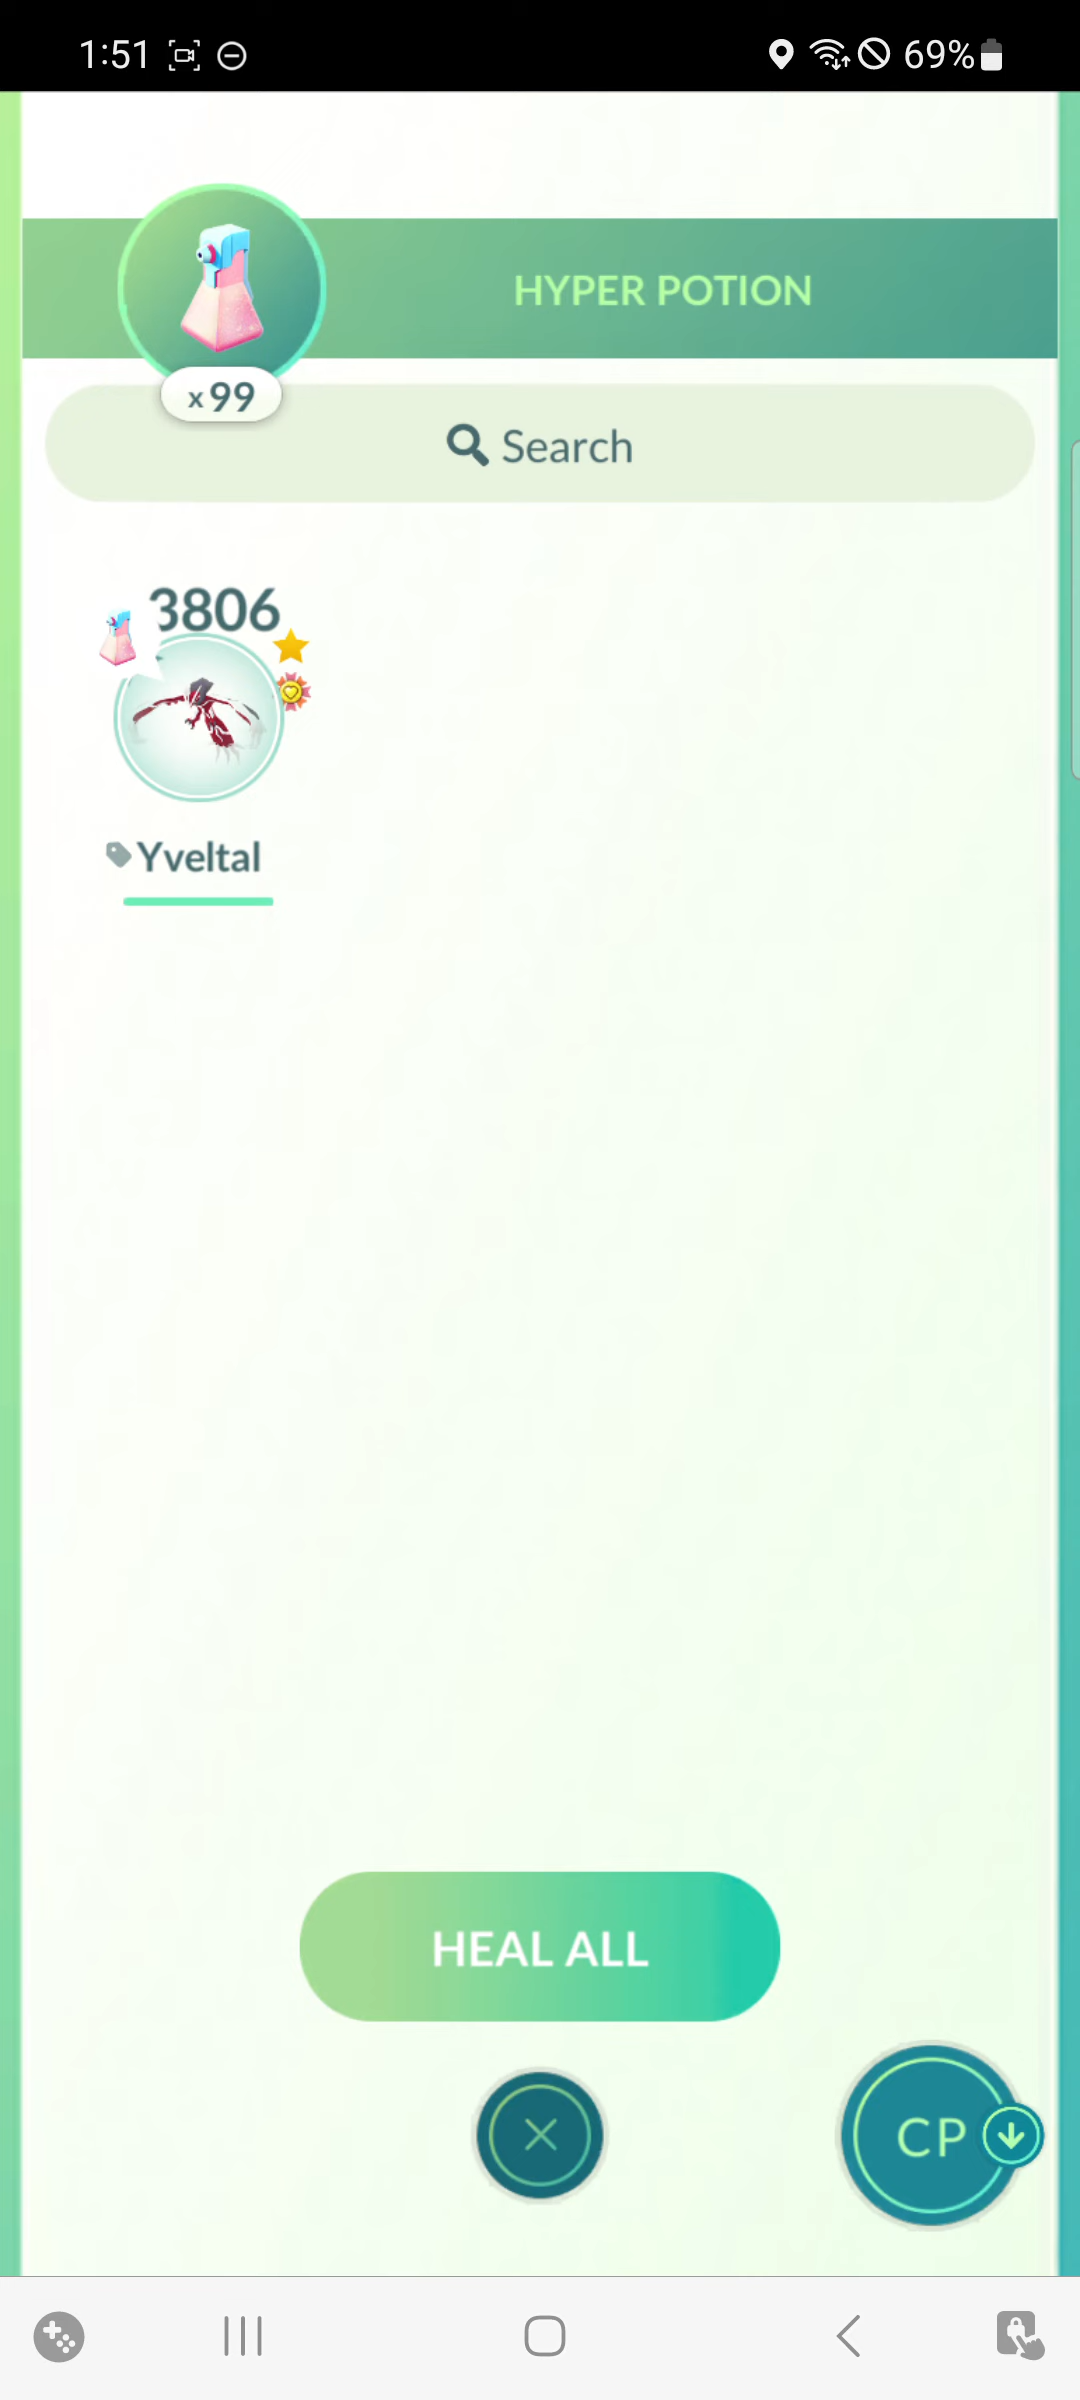 1:51
69%
HYPER POTION
x99
Search
3806
Yveltal
HEAL ALL
CP